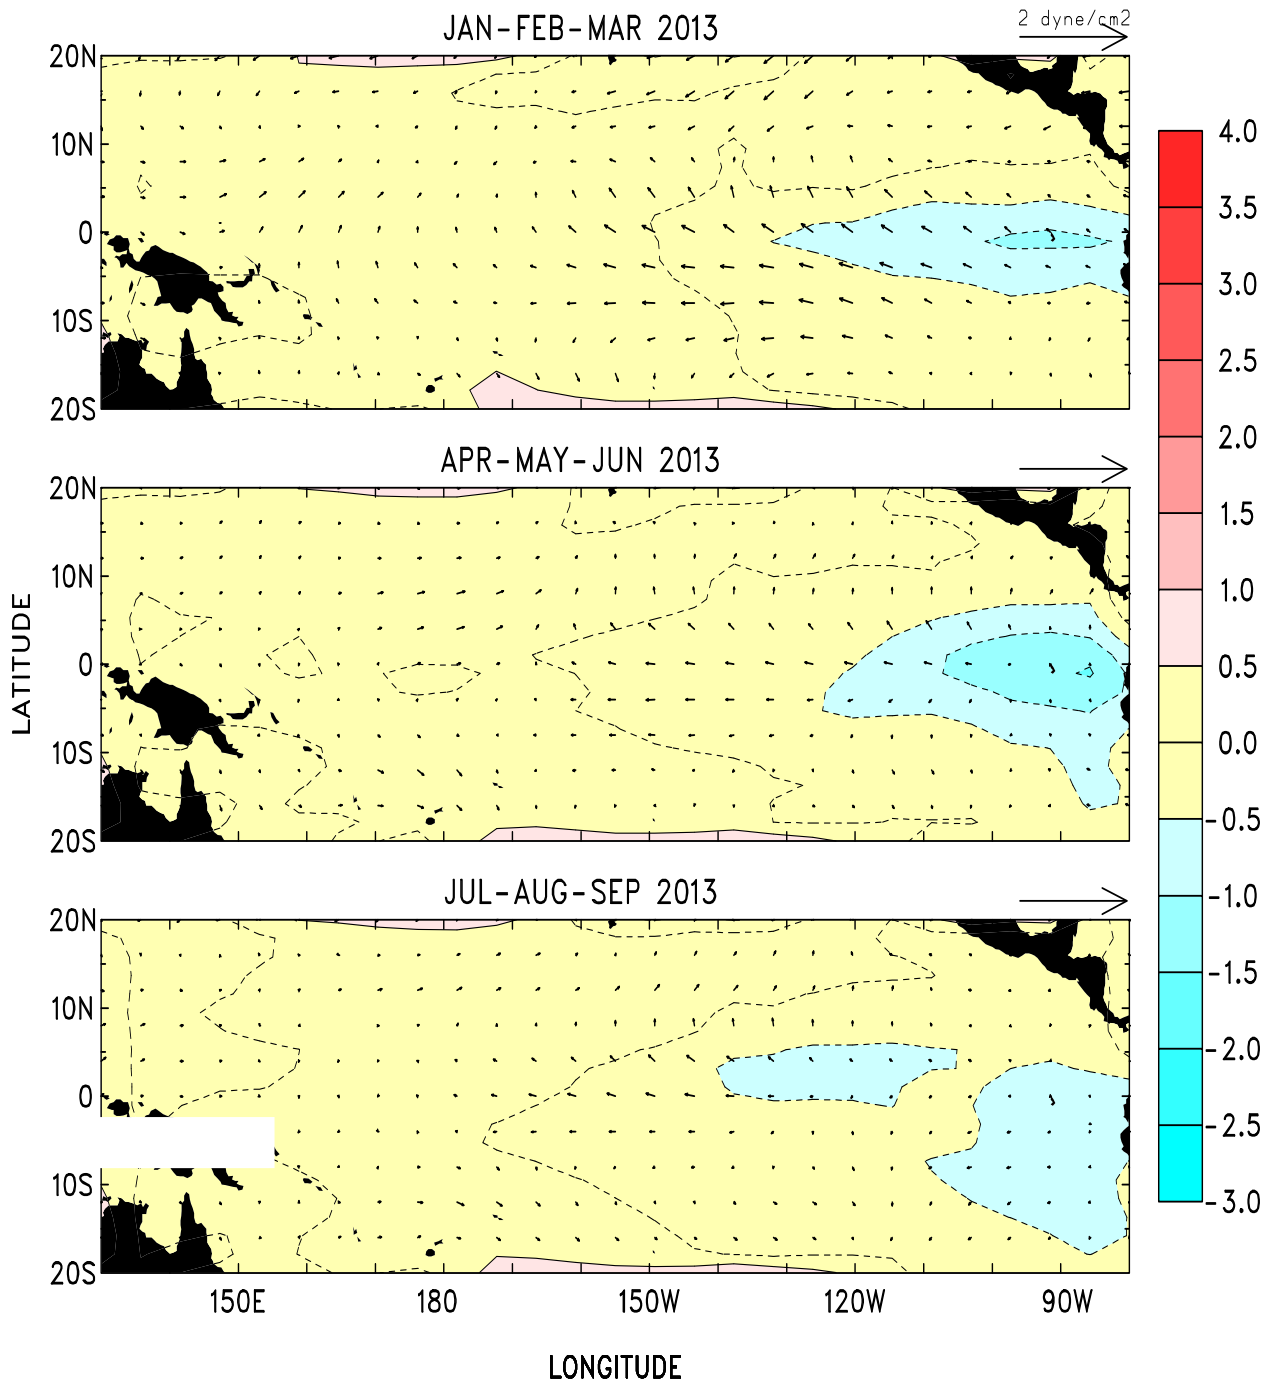 JAN-FEB-MAR 2013
2 dyne/cm2
20N
10N
0
10S
20S
APR-MAY-JUN 2013
20N
10N
0
10S
20S
JUL-AUG-SEP 2013
20N
10N
0
10S
20S
150E
180
150W
120W
90W
LATITUDE
LONGITUDE
4.0
3.5
3.0
2.5
2.0
1.5
1.0
0.5
0.0
-0.5
-1.0
-1.5
-2.0
-2.5
-3.0